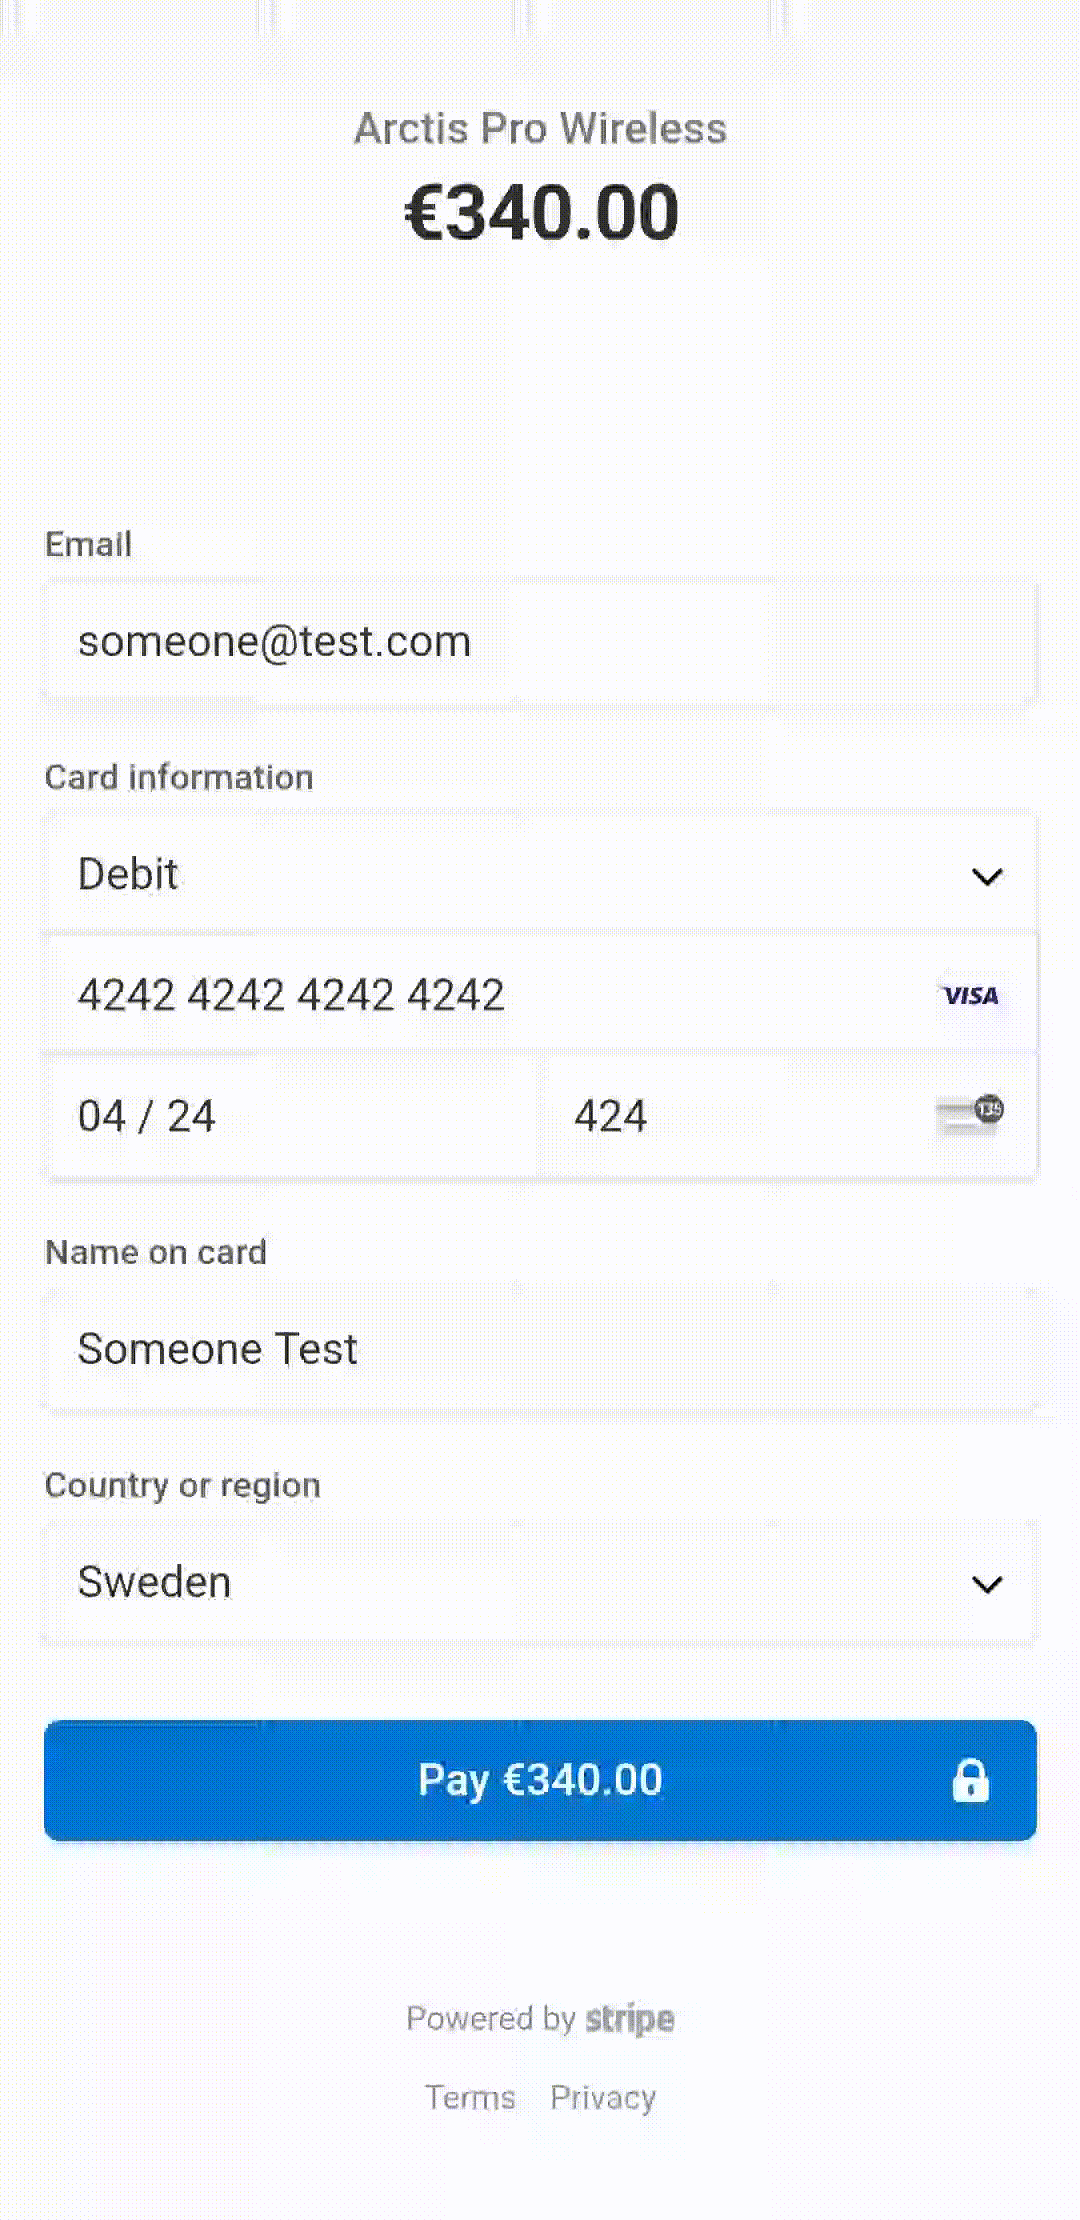 Arctis Pro Wireless
€340.00
Email
someone@test.com
Card information
Debit
4242 4242 4242 4242 VISA
04 / 24 424 135
Name on card
Someone Test
Country or region
Sweden
Pay €340.00
Powered by stripe
Terms Privacy